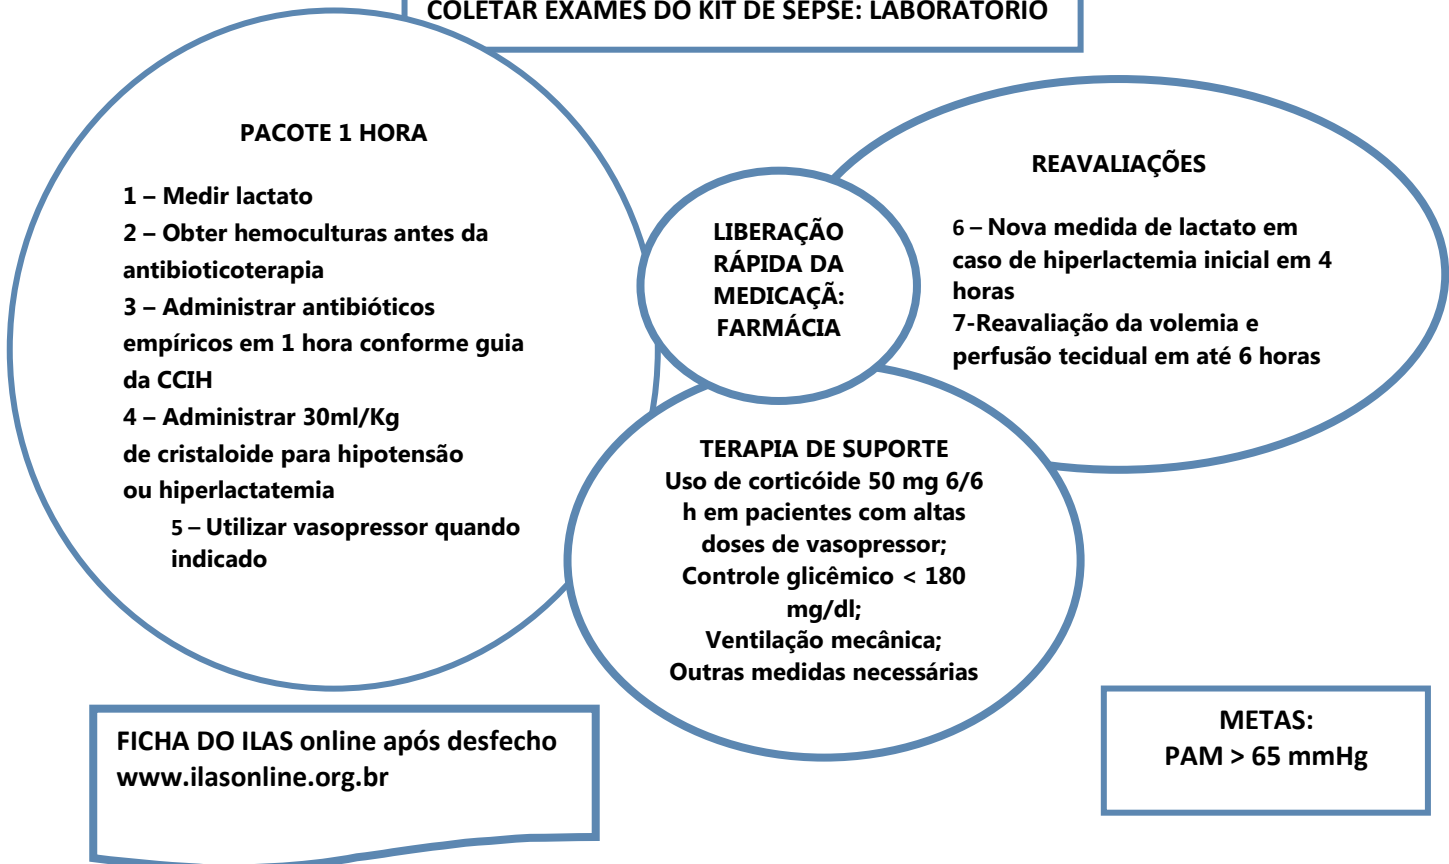 COLETAR EXAMES DO KIT DE SEPSE: LABORATÓRIO
PACOTE 1 HORA
1 – Medir lactato
2 – Obter hemoculturas antes da
antibioticoterapia
3 – Administrar antibióticos
empíricos em 1 hora conforme guia
da CCIH
4 – Administrar 30ml/Kg
de cristaloide para hipotensão
ou hiperlactatemia
5 – Utilizar vasopressor quando
indicado
LIBERAÇÃO
RÁPIDA DA
MEDICAÇÃ:
FARMÁCIA
REAVALIAÇÕES
6 – Nova medida de lactato em
caso de hiperlactemia inicial em 4
horas
7-Reavaliação da volemia e
perfusão tecidual em até 6 horas
TERAPIA DE SUPORTE
Uso de corticóide 50 mg 6/6
h em pacientes com altas
doses de vasopressor;
Controle glicêmico < 180
mg/dl;
Ventilação mecânica;
Outras medidas necessárias
FICHA DO ILAS online após desfecho
www.ilasonline.org.br
METAS:
PAM > 65 mmHg